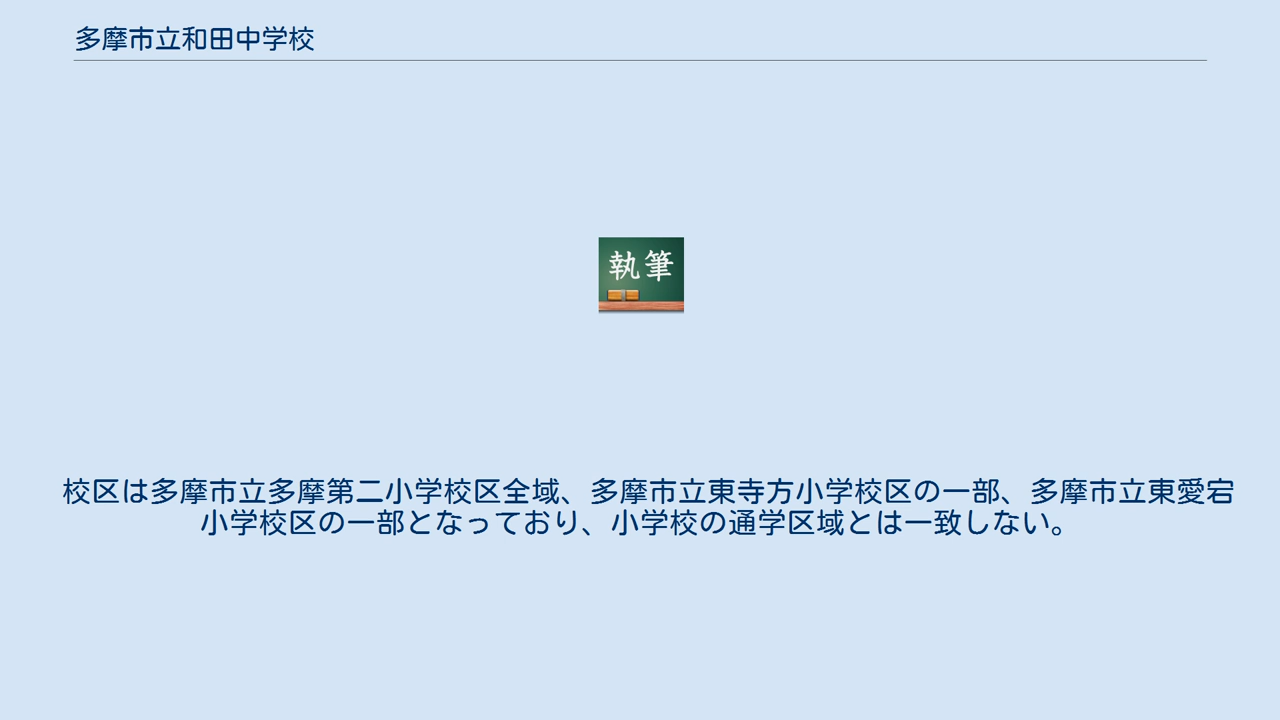 多摩市立和田中学校
執筆
校区は多摩市立多摩第二小学校区全域、多摩市立東寺方小学校区の一部、多摩市立東愛宕
小学校区の一部となっており、小学校の通学区域とは一致しない。